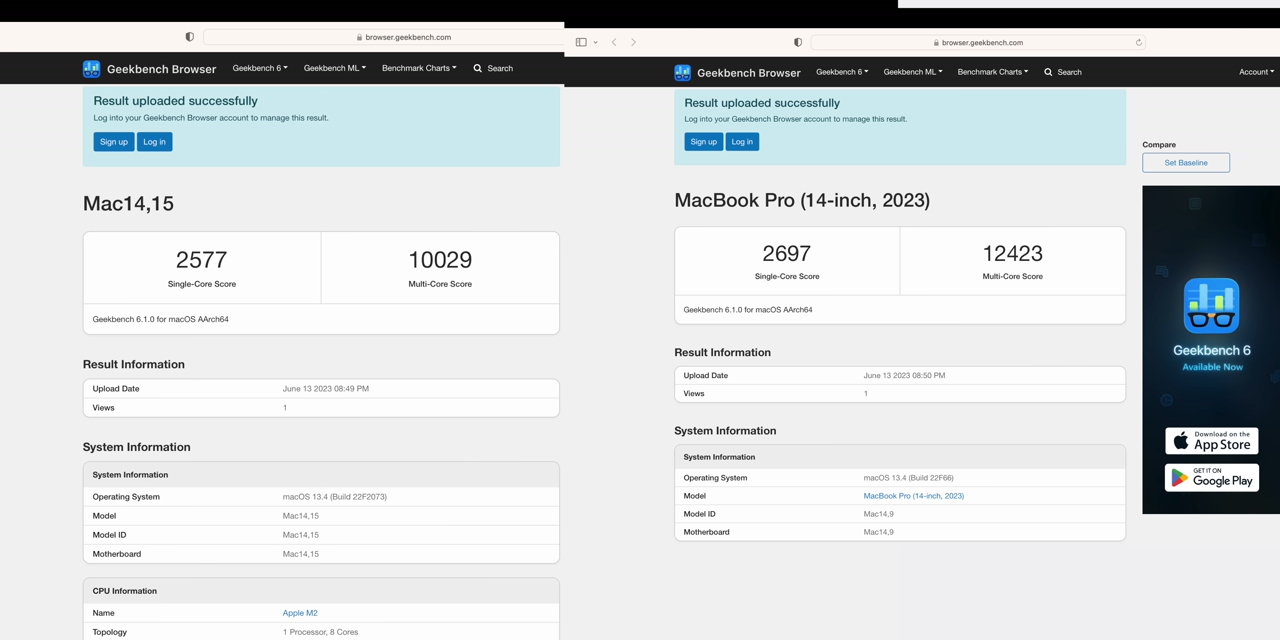 browser.geekbench.com
Geekbench Browser Geekbench 6 Geekbench ML Benchmark Charts Search
Result uploaded successfully
Log into your Geekbench Browser account to manage this result.
Sign up Log in
Mac14,15
2577 10029
Single-Core Score Multi-Core Score
Geekbench 6.1.0 for macOS AArch64
Result Information
Upload Date June 13 2023 08:49 PM
Views 1
System Information
System Information
Operating System macOS 13.4 (Build 22F2073)
Model Mac14,15
Model ID Mac14,15
Motherboard Mac14,15
CPU Information
Name Apple M2
Topology 1 Processor, 8 Cores
browser.geekbench.com
Geekbench Browser Geekbench 6 Geekbench ML Benchmark Charts Search Account
Result uploaded successfully
Log into your Geekbench Browser account to manage this result.
Sign up Log in
MacBook Pro (14-inch, 2023)
2697 12423
Single-Core Score Multi-Core Score
Geekbench 6.1.0 for macOS AArch64
Result Information
Upload Date June 13 2023 08:50 PM
Views 1
System Information
System Information
Operating System macOS 13.4 (Build 22F66)
Model MacBook Pro (14-inch, 2023)
Model ID Mac14,9
Motherboard Mac14,9
Compare
Set Baseline
Geekbench 6
Available Now
Download on the
App Store
GET IT ON
Google Play